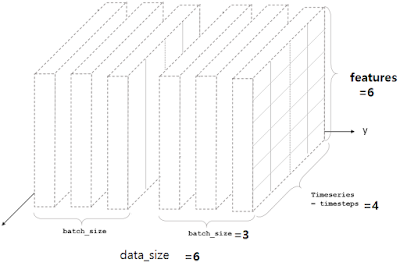 features
=6
y
Timeseries
= timesteps =4
batch_size
batch_size =3
data_size =6